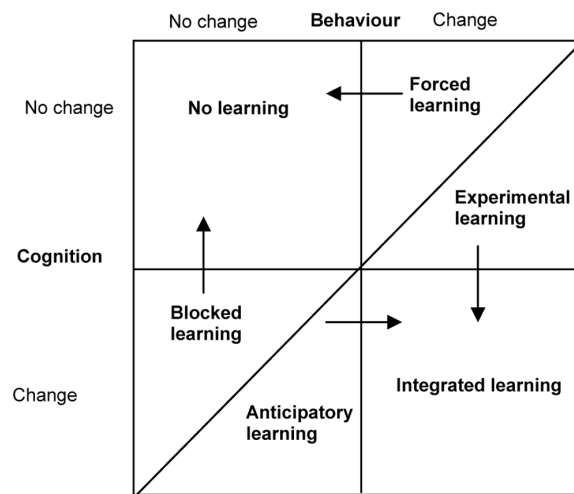 No change
Behaviour
Change
No change
No learning
Forced
learning
Experimental
learning
Cognition
Blocked
learning
Change
Anticipatory
learning
Integrated learning